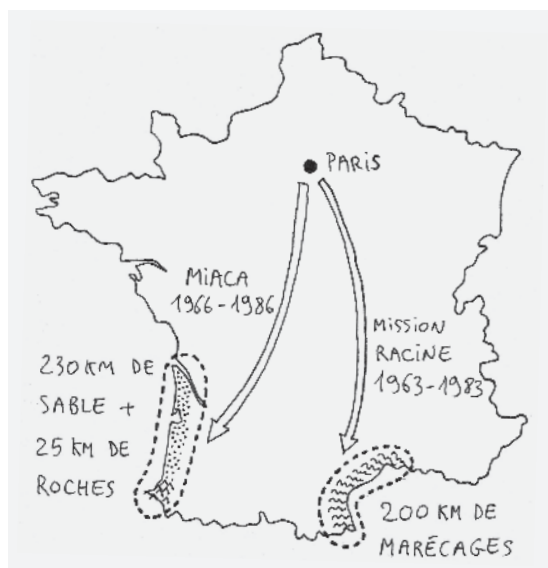 PARIS
MIACA
1966-1986
MISSION
RACINE
1963-1983
230 KM DE
SABLE +
25 KM DE
ROCHES
200 KM DE
MARÉCAGES